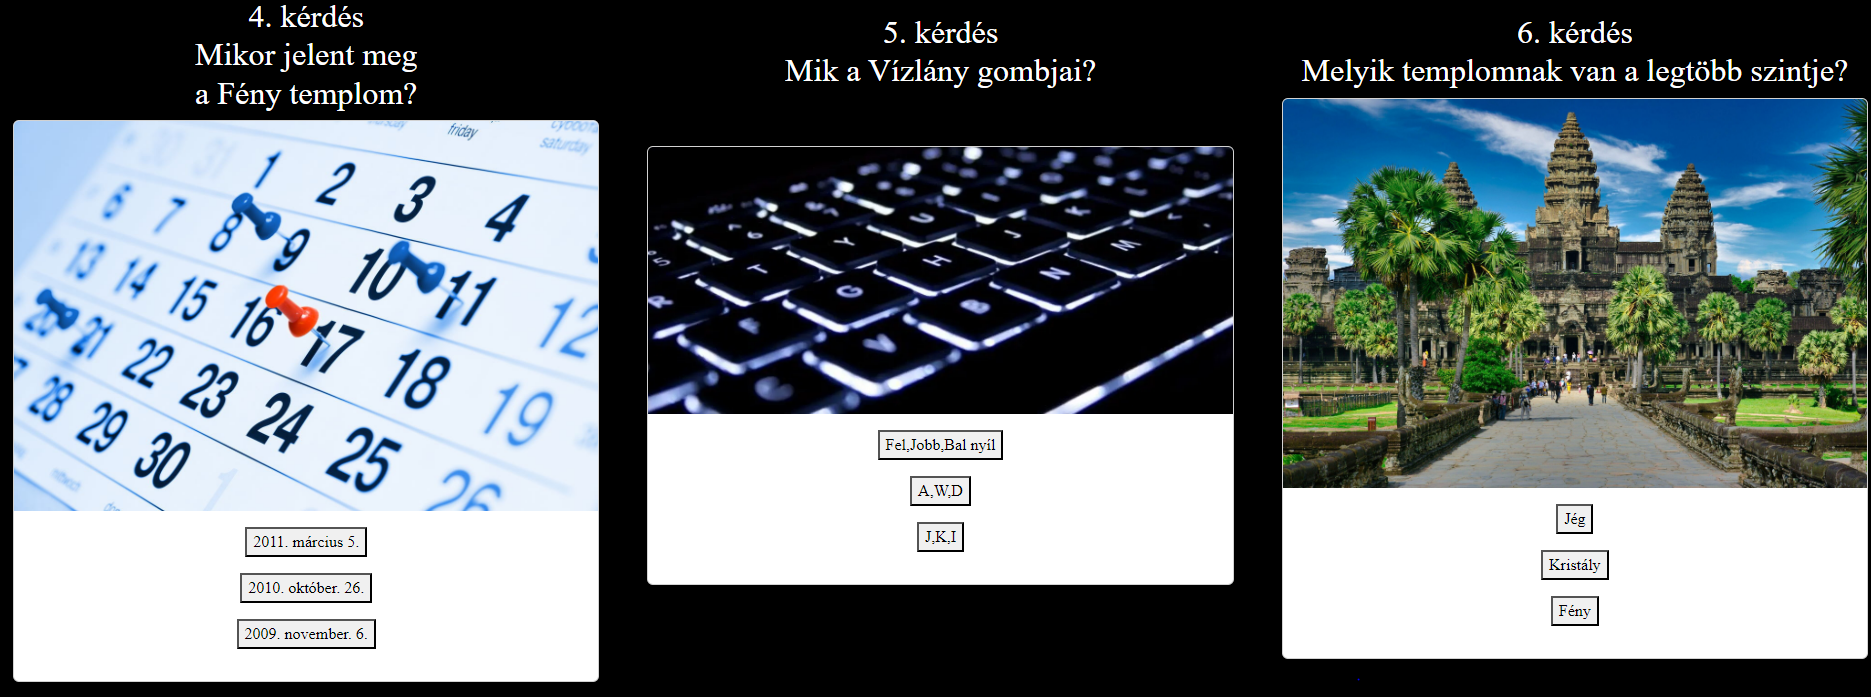 4. kérdés
Mikor jelent meg
a Fény templom?
friday
saturday
1 2 3 4
6 7 8 9 10 11 12
13 14 15 16 17 18 19
20 21 22 23 24 25 26
28 29 30 1
2011. március 5.
2010. október. 26.
2009. november. 6.
5. kérdés
Mik a Vízlány gombjai?
6 Y U J K
5 T H N M
R G B
V
C
Fel,Jobb,Bal nyíl
A,W,D
J,K,I
6. kérdés
Melyik templomnak van a legtöbb szintje?
Jég
Kristály
Fény